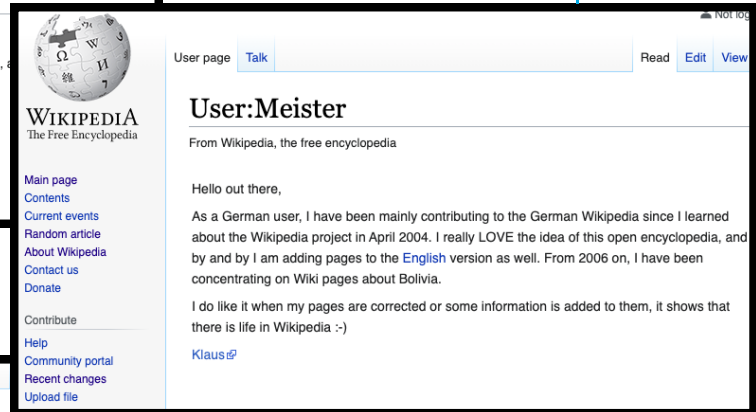 Not log
User page Talk Read Edit View
Ω W И 維 7
WIKIPEDIA
The Free Encyclopedia
User:Meister
From Wikipedia, the free encyclopedia
Main page
Contents
Current events
Random article
About Wikipedia
Contact us
Donate
Contribute
Help
Community portal
Recent changes
Upload file
Hello out there,
As a German user, I have been mainly contributing to the German Wikipedia since I learned
about the Wikipedia project in April 2004. I really LOVE the idea of this open encyclopedia, and
by and by I am adding pages to the English version as well. From 2006 on, I have been
concentrating on Wiki pages about Bolivia.
I do like it when my pages are corrected or some information is added to them, it shows that
there is life in Wikipedia :-)
Klaus